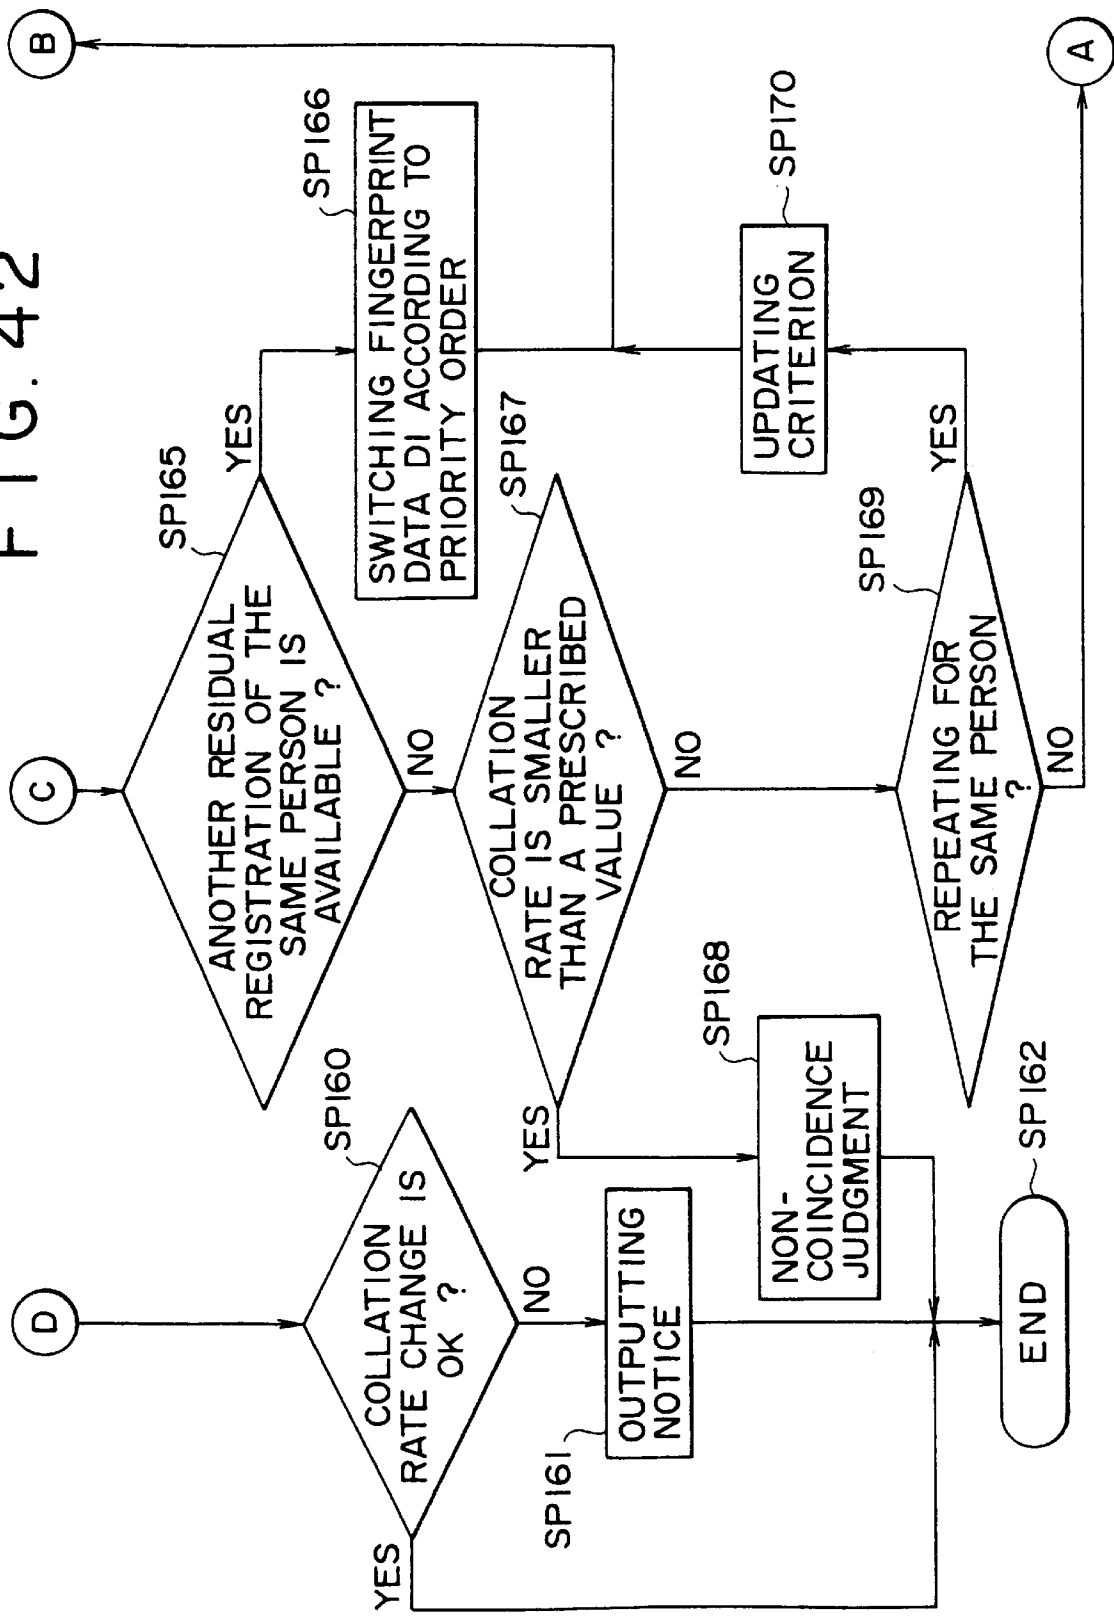 FIG. 42
D
C
B
COLLATION
RATE CHANGE IS
OK ?
SP160
YES
NO
OUTPUTTING
NOTICE
SP161
ANOTHER RESIDUAL
REGISTRATION OF THE
SAME PERSON IS
AVAILABLE ?
SP165
YES
NO
SWITCHING FINGERPRINT
DATA DI ACCORDING TO
PRIORITY ORDER
SP166
COLLATION
RATE IS SMALLER
THAN A PRESCRIBED
VALUE ?
SP167
YES
NO
NON-
COINCIDENCE
JUDGMENT
SP168
REPEATING FOR
THE SAME PERSON
?
SP169
YES
NO
UPDATING
CRITERION
SP170
END
SP162
A